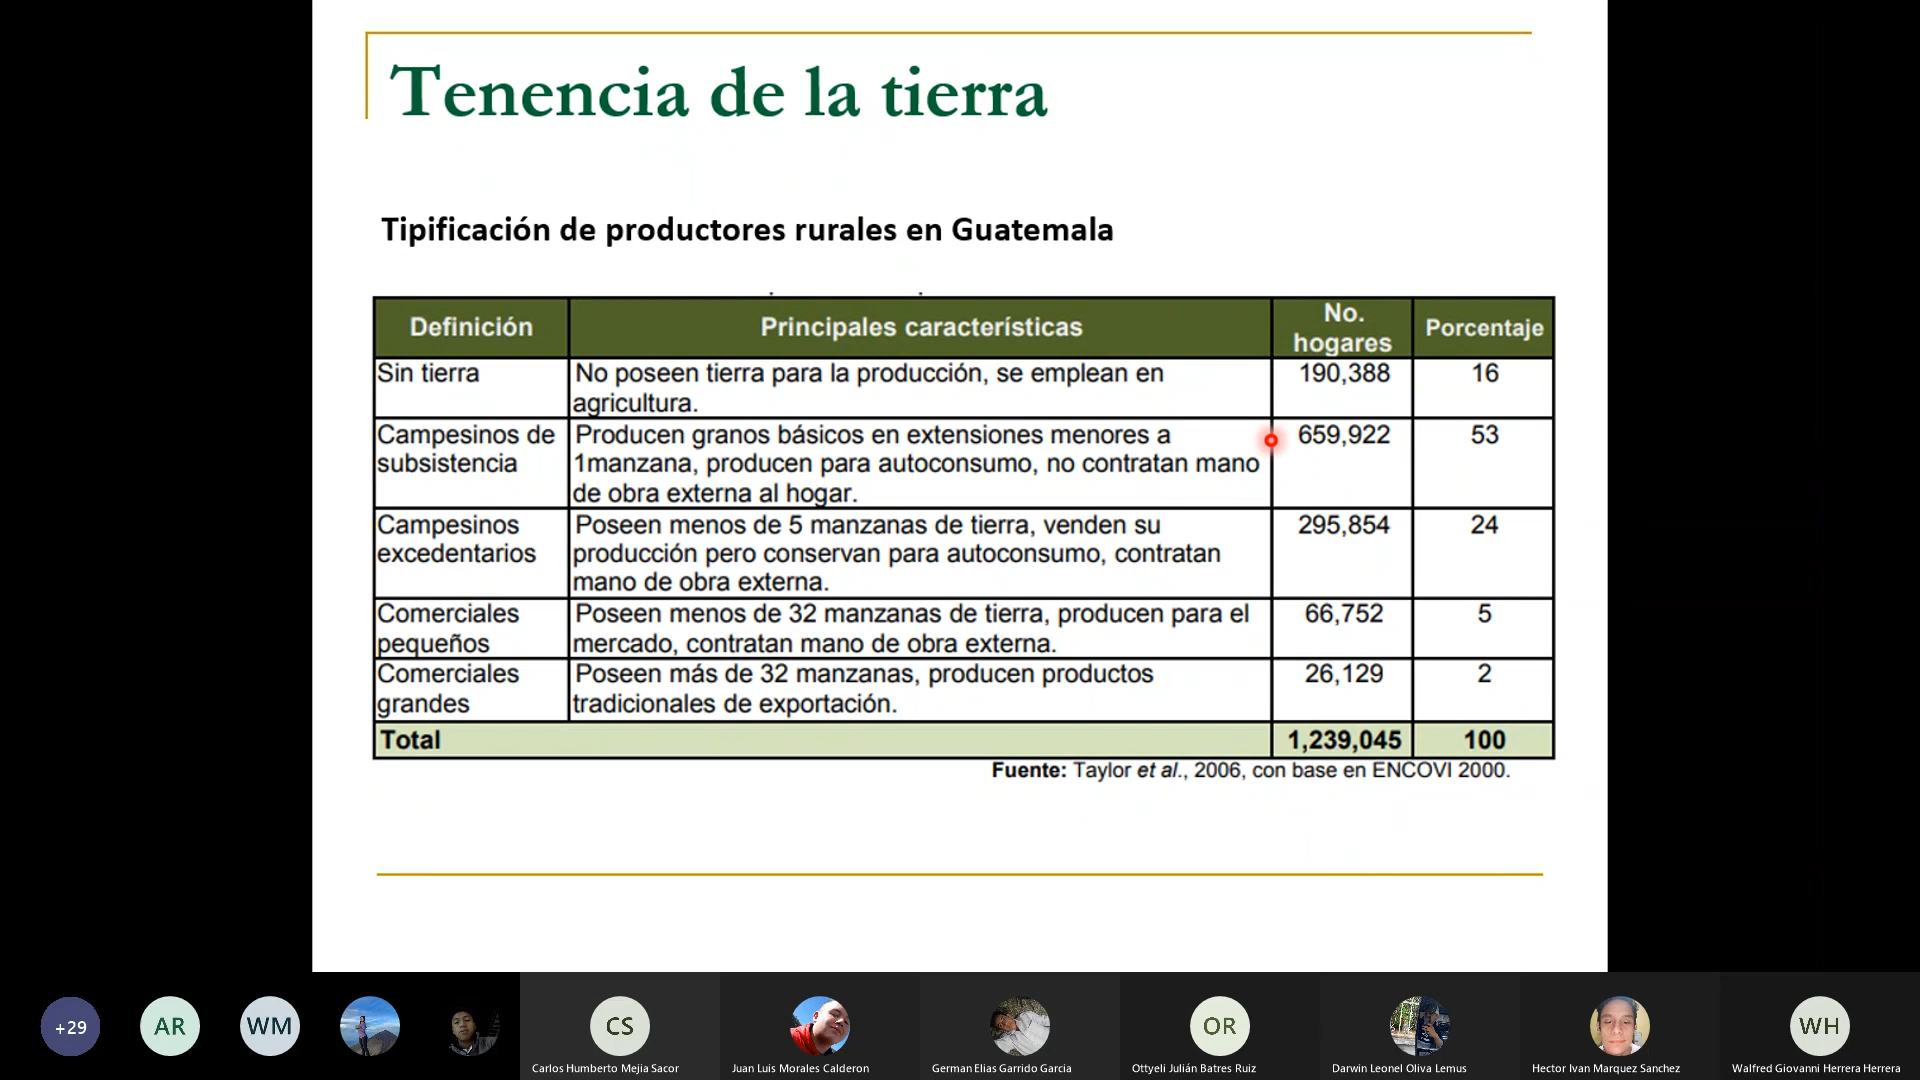 Tenencia de la tierra
Tipificación de productores rurales en Guatemala
Definición
Principales características
No.
hogares
Porcentaje
Sin tierra
No poseen tierra para la producción, se emplean en
agricultura.
190,388
16
Campesinos de
subsistencia
Producen granos básicos en extensiones menores a
1manzana, producen para autoconsumo, no contratan mano
de obra externa al hogar.
659,922
53
Campesinos
excedentarios
Poseen menos de 5 manzanas de tierra, venden su
producción pero conservan para autoconsumo, contratan
mano de obra externa.
295,854
24
Comerciales
pequeños
Poseen menos de 32 manzanas de tierra, producen para el
mercado, contratan mano de obra externa.
66,752
5
Comerciales
grandes
Poseen más de 32 manzanas, producen productos
tradicionales de exportación.
26,129
2
Total
1,239,045
100
Fuente: Taylor et al., 2006, con base en ENCOVI 2000.
+29
AR
WM
CS
OR
WH
Carlos Humberto Mejia Sacor
Juan Luis Morales Calderon
German Elias Garrido Garcia
Ottyeli Julián Batres Ruiz
Darwin Leonel Oliva Lemus
Hector Ivan Marquez Sanchez
Walfred Giovanni Herrera Herrera